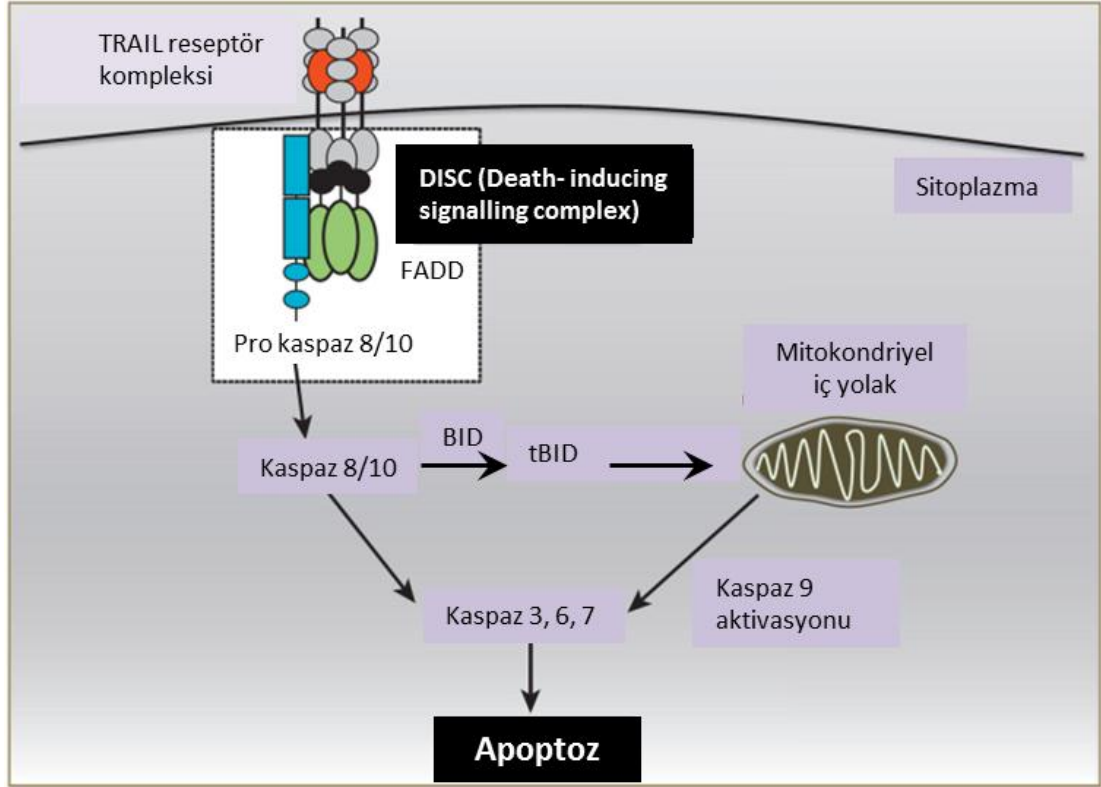 TRAIL reseptör
kompleksi
DISC (Death- inducing
signalling complex)
Sitoplazma
FADD
Pro kaspaz 8/10
Mitokondriyel
iç yolak
BID
tBID
Kaspaz 8/10
Kaspaz 9
aktivasyonu
Kaspaz 3, 6, 7
Apoptoz